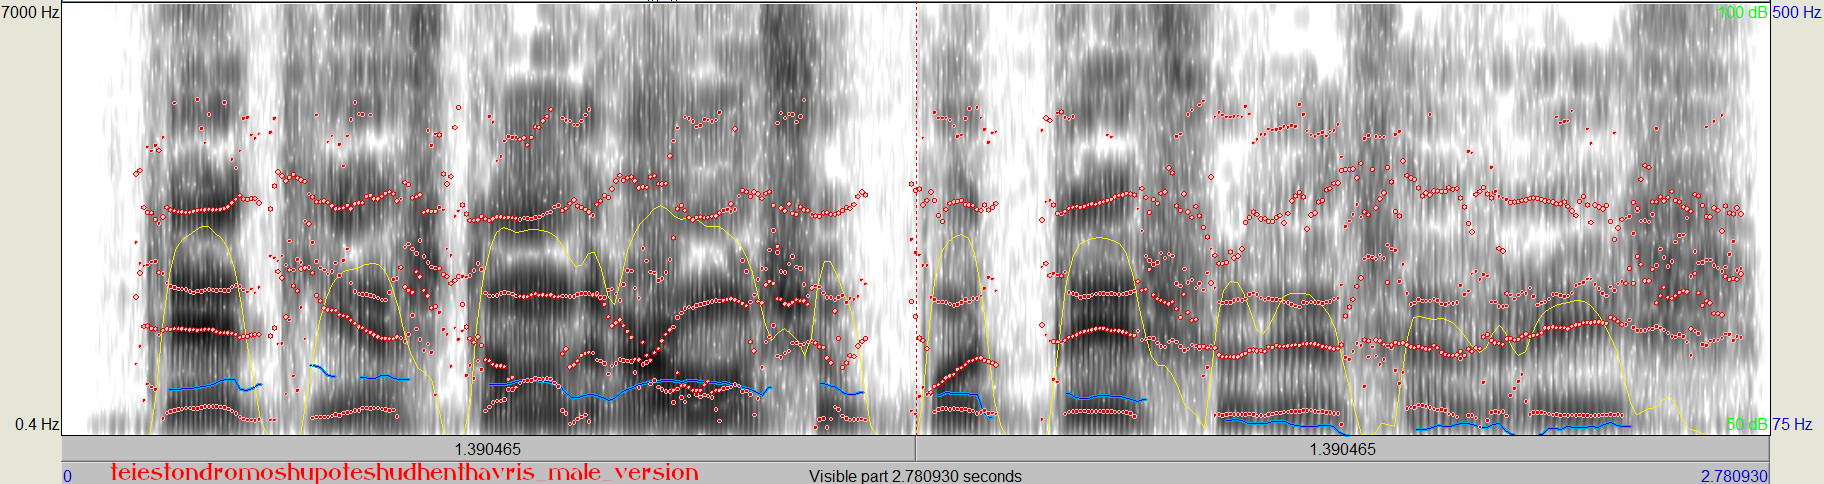 7000 Hz 100 dB 500 Hz
0.4 Hz 50 dB 75 Hz
1.390465 1.390465
0 teiestondromoshupoteshudhenthavris_male_version Visible part 2.780930 seconds 2.780930